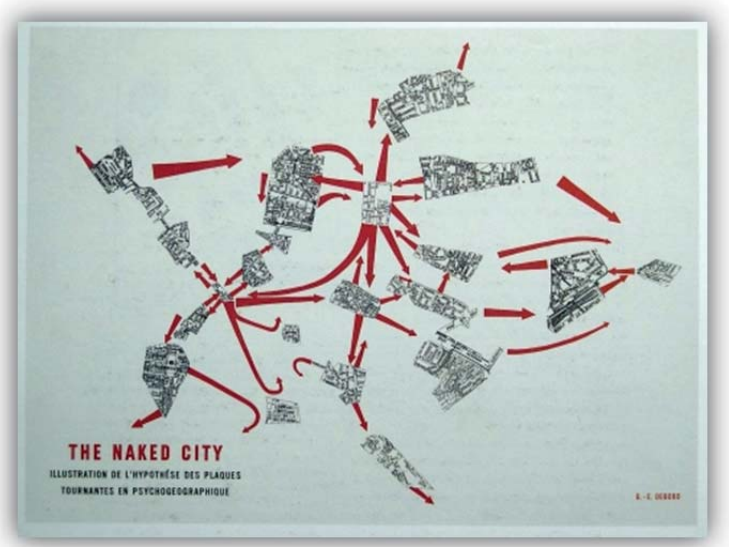 THE NAKED CITY
ILLUSTRATION DE L'HYPOTHÈSE DES PLAQUES
TOURNANTES EN PSYCHOGEOGRAPHIQUE
G.-E. DEBORD